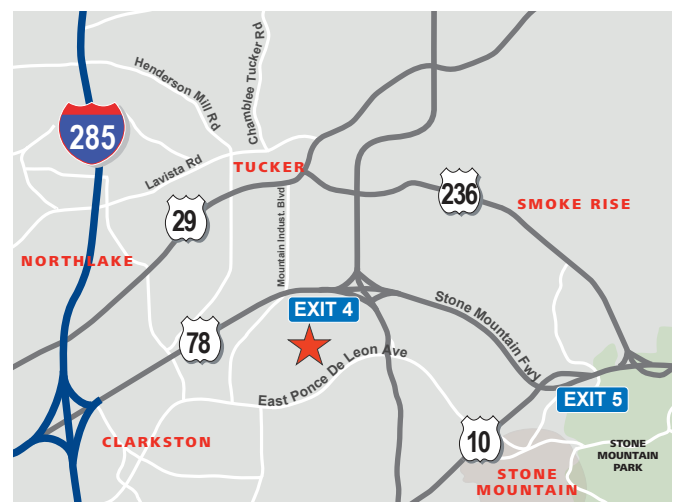 Henderson Mill Rd
Chamblee Tucker Rd
285
Lavista Rd
TUCKER
29
236
SMOKE RISE
Mountain Indust. Blvd
NORTHLAKE
EXIT 4
78
Stone Mountain Fwy
East Ponce De Leon Ave
EXIT 5
CLARKSTON
10
STONE
MOUNTAIN
STONE
MOUNTAIN
PARK